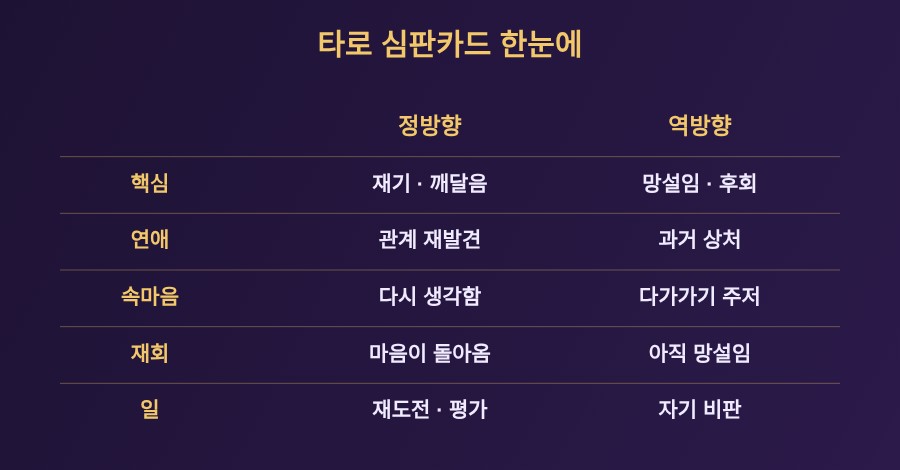 타로 심판카드 한눈에
정방향 역방향
핵심 재기 · 깨달음 망설임 · 후회
연애 관계 재발견 과거 상처
속마음 다시 생각함 다가가기 주저
재회 마음이 돌아옴 아직 망설임
일 재도전 · 평가 자기 비판